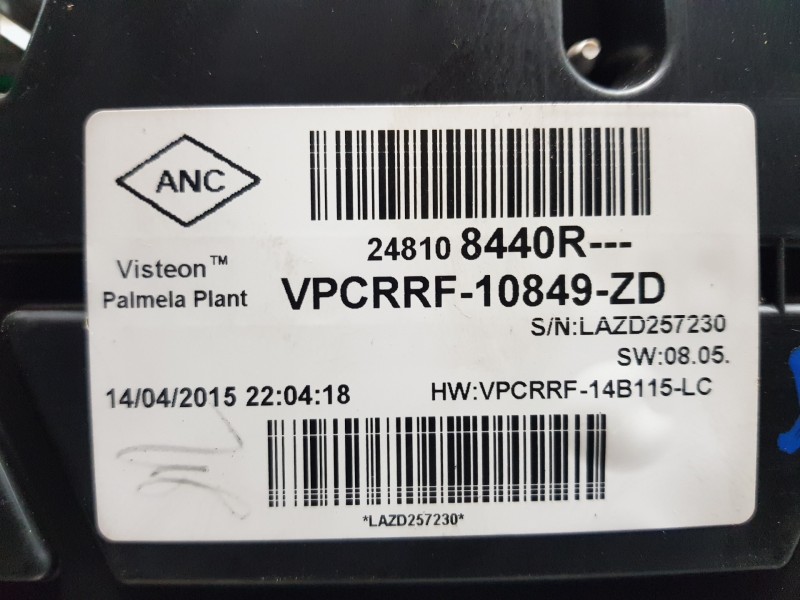 ANC
Visteon™
Palmela Plant
24810 8440R---
VPCRRF-10849-ZD
S/N:LAZD257230
SW:08.05.
14/04/2015 22:04:18
HW:VPCRRF-14B115-LC
*LAZD257230*